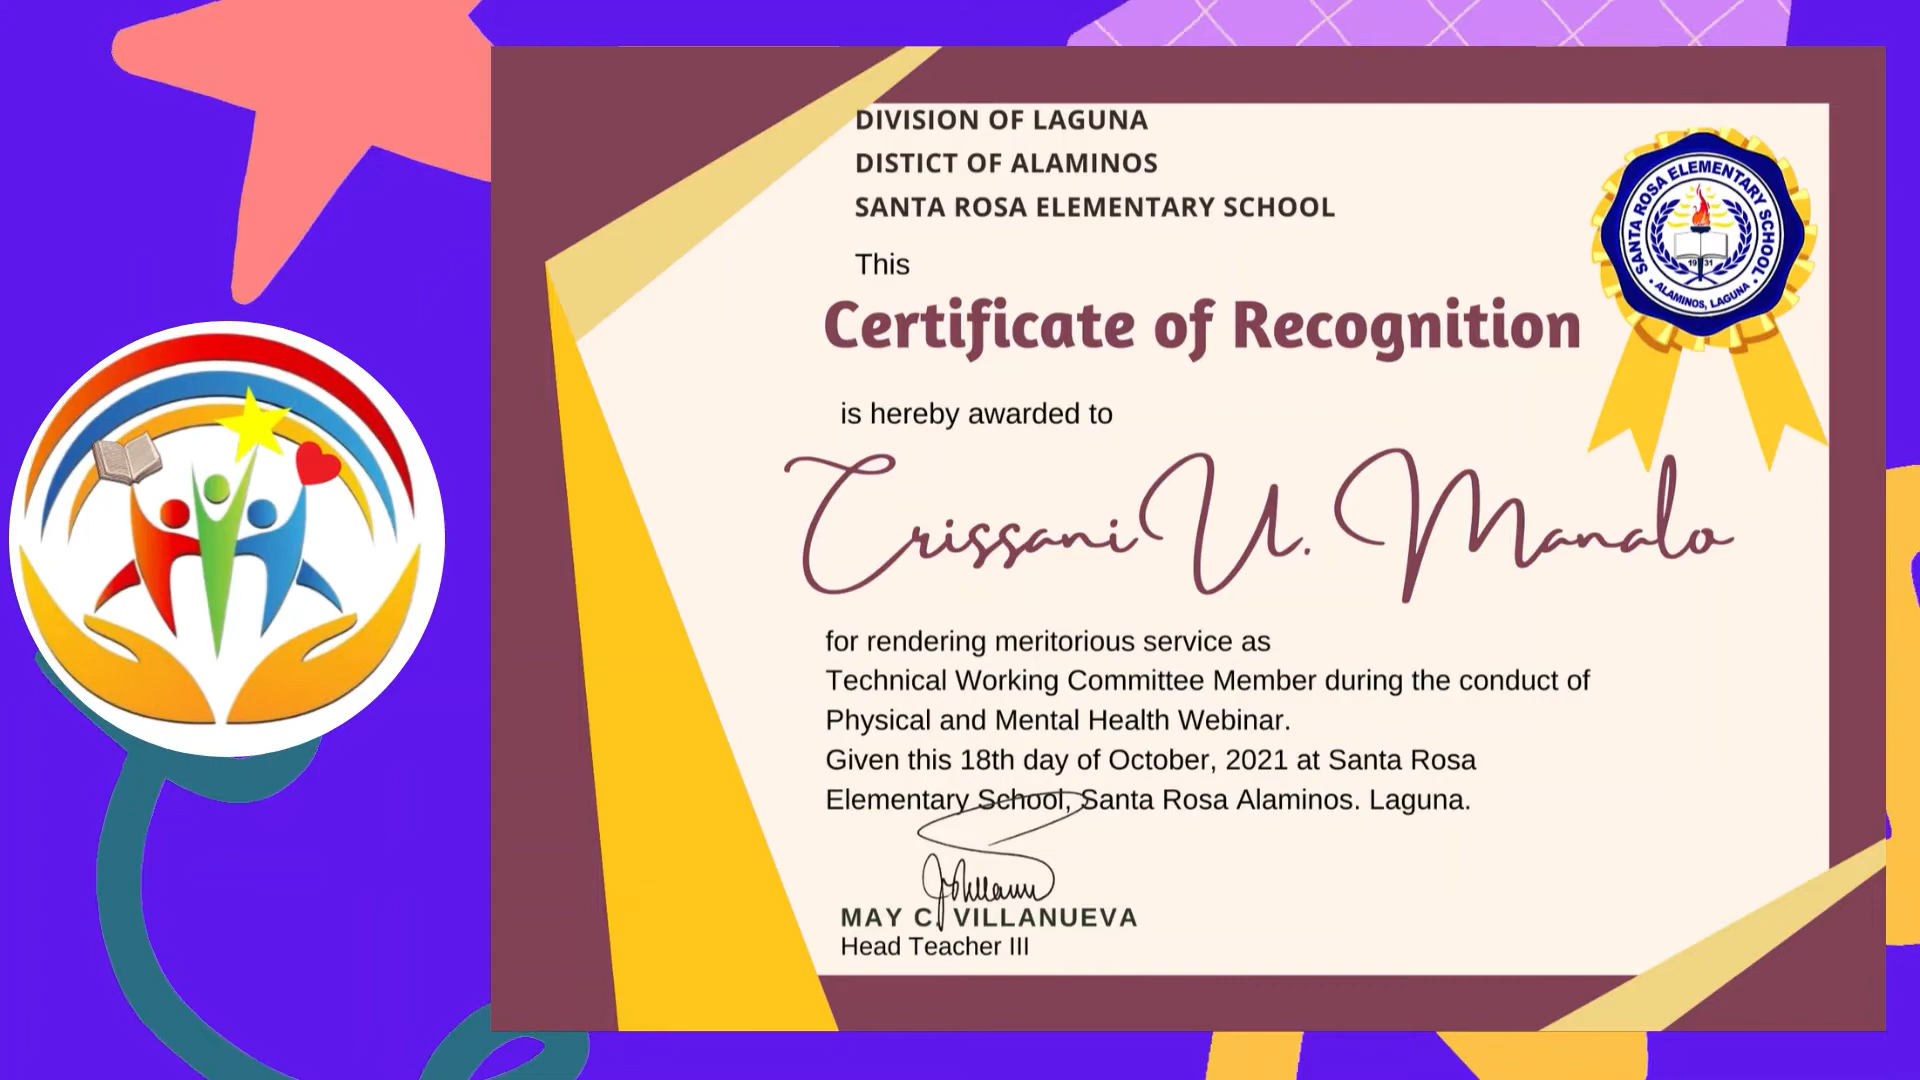 DIVISION OF LAGUNA
DISTICT OF ALAMINOS
SANTA ROSA ELEMENTARY SCHOOL
SANTA ROSA ELEMENTARY SCHOOL
1931
ALAMINOS, LAGUNA
This
Certificate of Recognition
is hereby awarded to
Crissani U. Manalo
for rendering meritorious service as
Technical Working Committee Member during the conduct of
Physical and Mental Health Webinar.
Given this 18th day of October, 2021 at Santa Rosa
Elementary School, Santa Rosa Alaminos. Laguna.
MAY C. VILLANUEVA
Head Teacher III